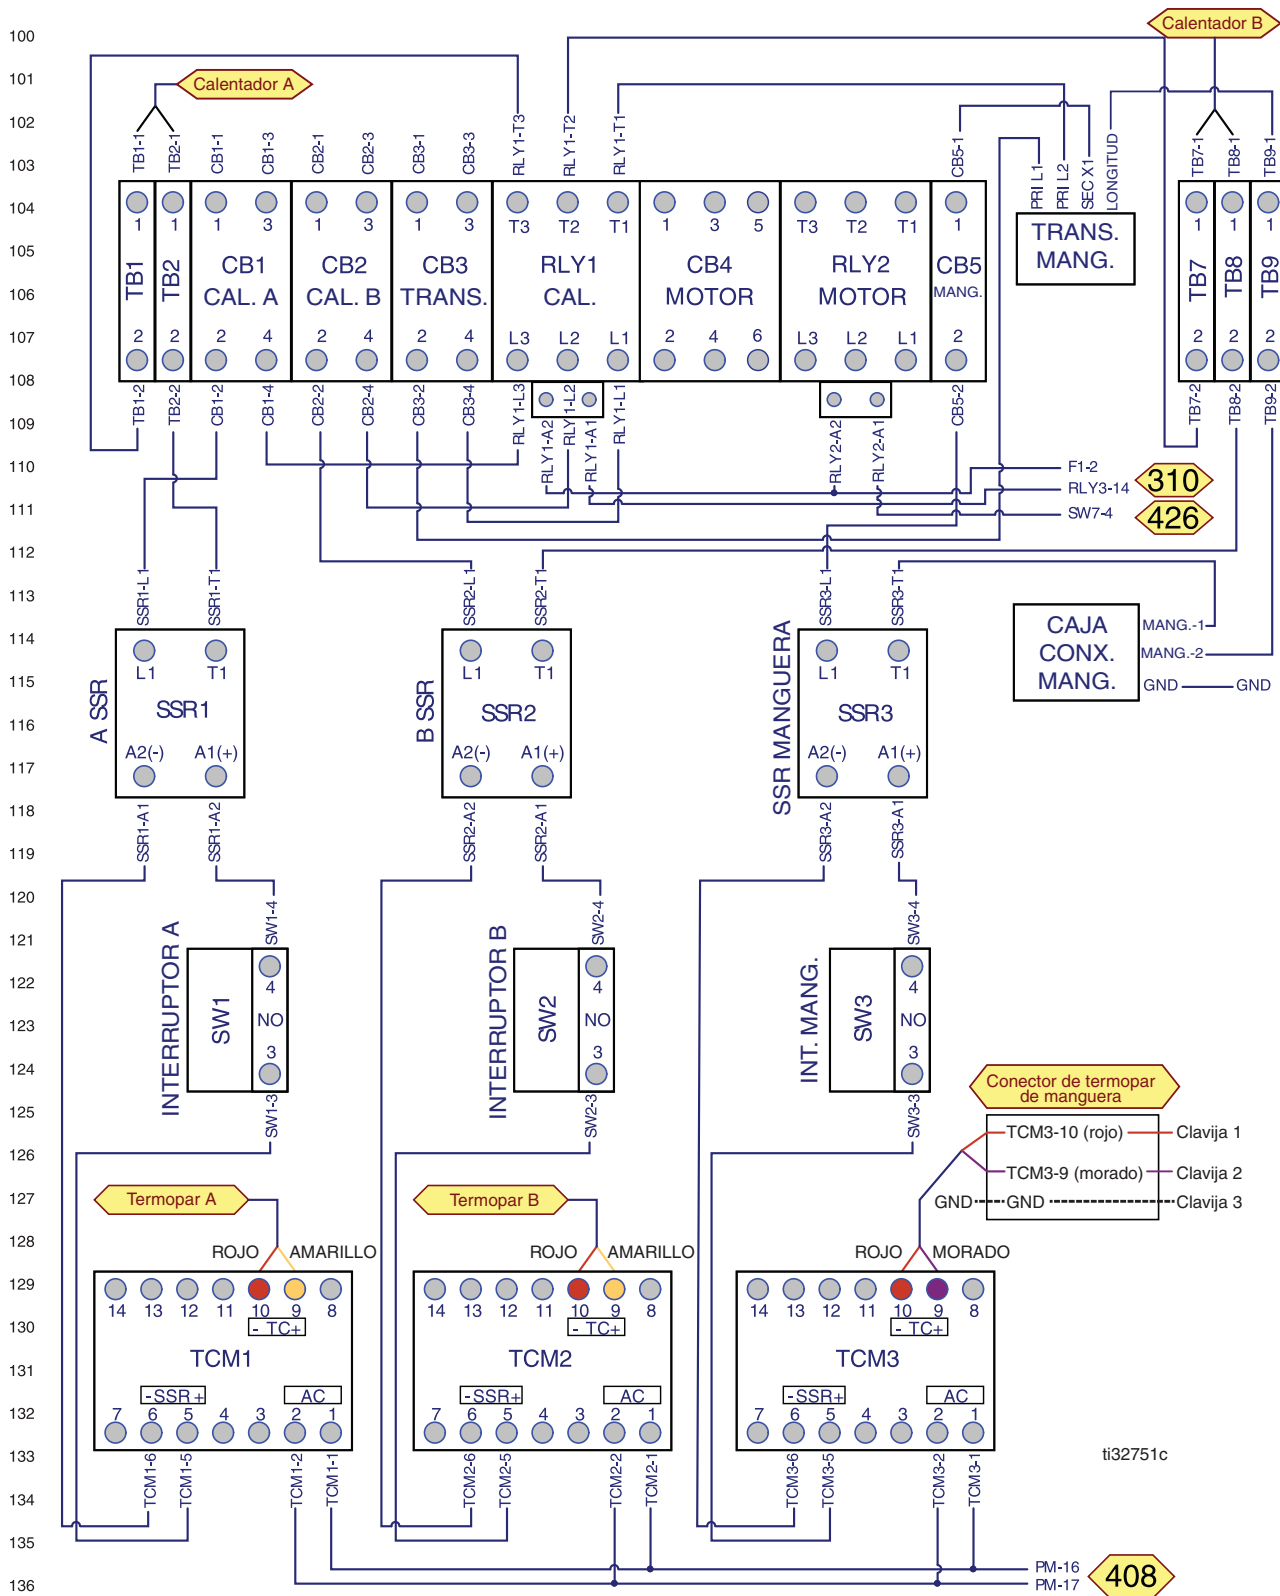 100
101
102
103
104
105
106
107
108
109
110
111
112
113
114
115
116
117
118
119
120
121
122
123
124
125
126
127
128
129
130
131
132
133
134
135
136
Calentador A
Calentador B
TB1-1
TB2-1
CB1-1
CB1-3
CB2-1
CB2-3
CB3-1
CB3-3
RLY1-T3
RLY1-T2
RLY1-T1
CB5-1
PRI L1
PRI L2
SEC X1
LONGITUD
TB7-1
TB8-1
TB9-1
1 1 1 3 1 3 1 3 T3 T2 T1 1 3 5 T3 T2 T1 1
TB1
TB2
CB1
CAL. A
CB2
CAL. B
CB3
TRANS.
RLY1
CAL.
CB4
MOTOR
RLY2
MOTOR
CB5
MANG.
2 2 2 4 2 4 2 4 L3 L2 L1 2 4 6 L3 L2 L1 2
TRANS.
MANG.
1 1 1
TB7
TB8
TB9
2 2 2
TB1-2
TB2-2
CB1-2
CB1-4
CB2-2
CB2-4
CB3-2
CB3-4
RLY1-L3
RLY1-A2
RLY1-L2
RLY1-A1
RLY1-L1
RLY2-A2
RLY2-A1
CB5-2
TB7-2
TB8-2
TB9-2
F1-2
RLY3-14
310
SW7-4
426
SSR1-L1
SSR1-T1
SSR2-L1
SSR2-T1
SSR3-L1
SSR3-T1
A SSR
L1 T1
SSR1
A2(-) A1(+)
B SSR
L1 T1
SSR2
A2(-) A1(+)
SSR MANGUERA
L1 T1
SSR3
A2(-) A1(+)
CAJA
CONX.
MANG.
MANG.-1
MANG.-2
GND GND
SSR1-A1
SSR1-A2
SSR2-A2
SSR2-A1
SSR3-A2
SSR3-A1
SW1-4
SW2-4
SW3-4
INTERRUPTOR A
SW1
4
NO
3
INTERRUPTOR B
SW2
4
NO
3
INT. MANG.
SW3
4
NO
3
SW1-3
SW2-3
SW3-3
Conector de termopar
de manguera
TCM3-10 (rojo) Clavija 1
TCM3-9 (morado) Clavija 2
GND GND Clavija 3
Termopar A
Termopar B
ROJO AMARILLO
ROJO AMARILLO
ROJO MORADO
14 13 12 11 10 9 8
- TC+
TCM1
-SSR+ AC
7 6 5 4 3 2 1
14 13 12 11 10 9 8
- TC+
TCM2
-SSR+ AC
7 6 5 4 3 2 1
14 13 12 11 10 9 8
- TC+
TCM3
-SSR+ AC
7 6 5 4 3 2 1
TCM1-6
TCM1-5
TCM1-2
TCM1-1
TCM2-6
TCM2-5
TCM2-2
TCM2-1
TCM3-6
TCM3-5
TCM3-2
TCM3-1
ti32751c
PM-16
PM-17
408